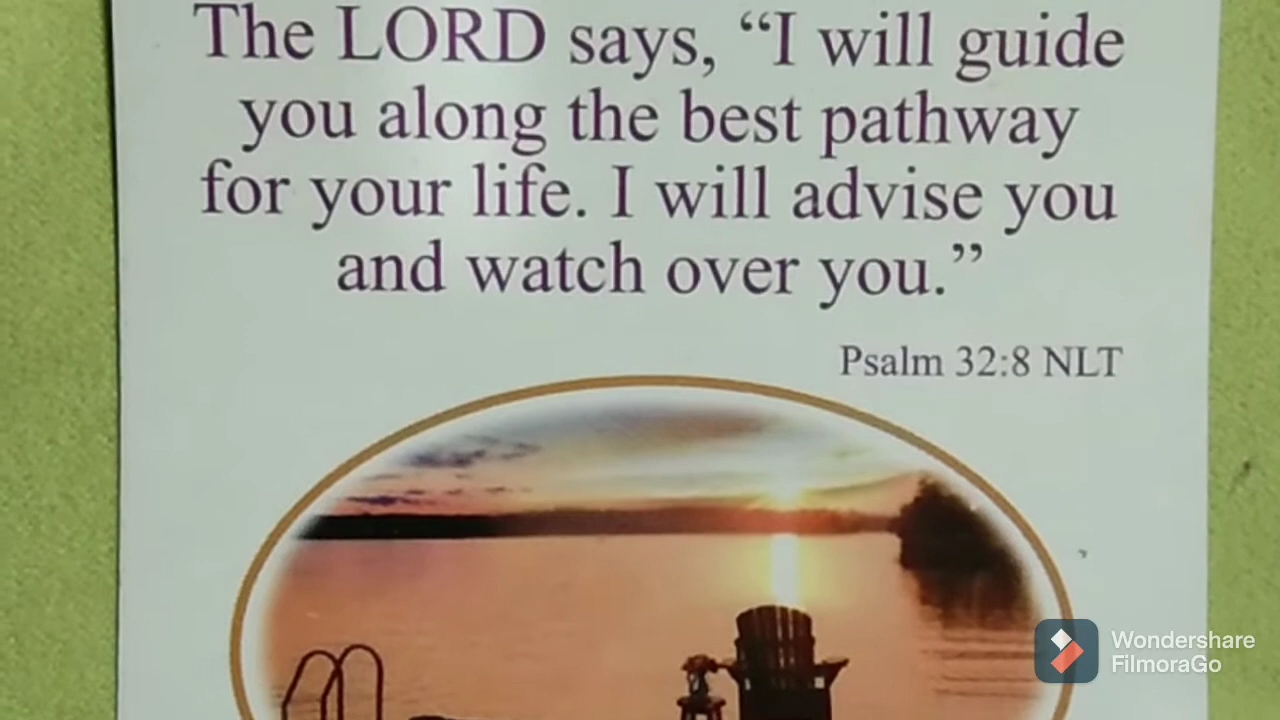 The LORD says, “I will guide
you along the best pathway
for your life. I will advise you
and watch over you.”
Psalm 32:8 NLT
Wondershare
FilmoraGo